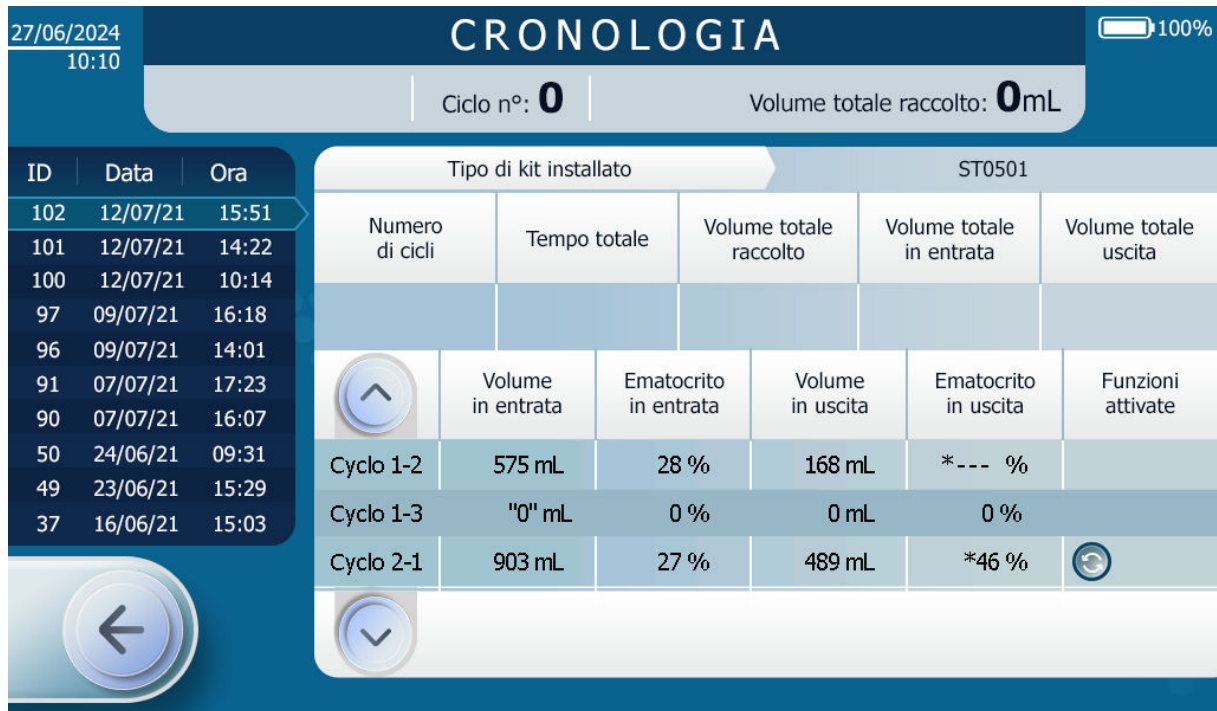 27/06/2024
10:10
CRONOLOGIA
100%
Ciclo n°: 0
Volume totale raccolto: 0mL
ID Data Ora
102 12/07/21 15:51
101 12/07/21 14:22
100 12/07/21 10:14
97 09/07/21 16:18
96 09/07/21 14:01
91 07/07/21 17:23
90 07/07/21 16:07
50 24/06/21 09:31
49 23/06/21 15:29
37 16/06/21 15:03
Tipo di kit installato ST0501
Numero
di cicli
Tempo totale
Volume totale
raccolto
Volume totale
in entrata
Volume totale
uscita
Volume
in entrata
Ematocrito
in entrata
Volume
in uscita
Ematocrito
in uscita
Funzioni
attivate
Cyclo 1-2 575 mL 28 % 168 mL *--- %
Cyclo 1-3 "0" mL 0 % 0 mL 0 %
Cyclo 2-1 903 mL 27 % 489 mL *46 %